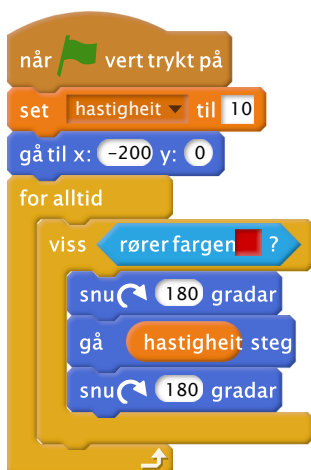 når vert trykt på
set hastigheit til 10
gå til x: -200 y: 0
for alltid
viss rører fargen ?
snu 180 gradar
gå hastigheit steg
snu 180 gradar